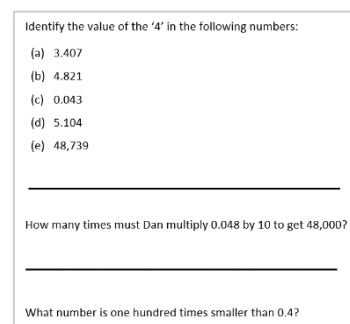 Identify the value of the ‘4’ in the following numbers:
(a) 3.407
(b) 4.821
(c) 0.043
(d) 5.104
(e) 48,739
How many times must Dan multiply 0.048 by 10 to get 48,000?
What number is one hundred times smaller than 0.4?